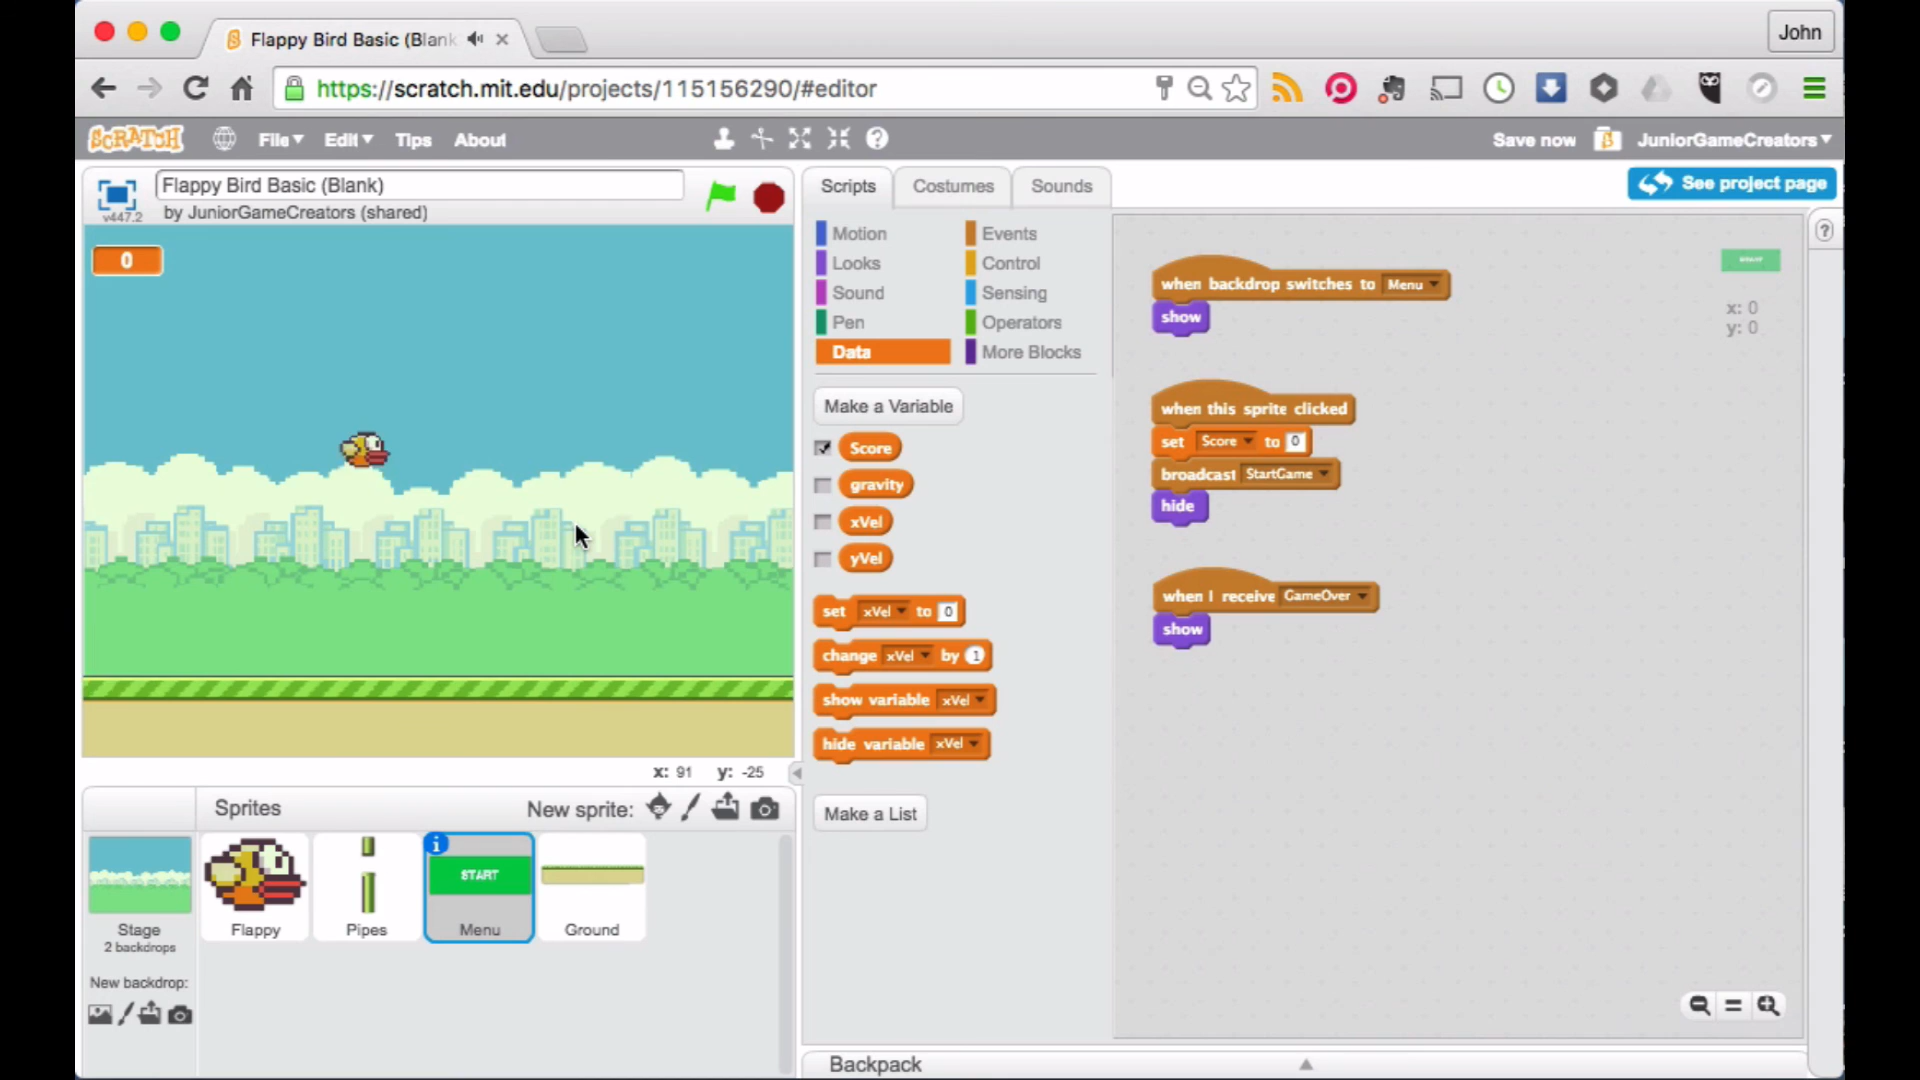 Flappy Bird Basic (Blank
John
https://scratch.mit.edu/projects/115156290/#editor
SCRATCH
File
Edit
Tips
About
Save now
JuniorGameCreators
v447.2
Flappy Bird Basic (Blank)
by JuniorGameCreators (shared)
Scripts
Costumes
Sounds
See project page
0
Motion
Events
Looks
Control
Sound
Sensing
Pen
Operators
Data
More Blocks
Make a Variable
Score
gravity
xVel
yVel
set xVel to 0
change xVel by 1
show variable xVel
hide variable xVel
Make a List
when backdrop switches to Menu
show
when this sprite clicked
set Score to 0
broadcast StartGame
hide
when I receive GameOver
show
x: 0
y: 0
x: 91 y: -25
Sprites
New sprite:
START
Stage
2 backdrops
Flappy
Pipes
Menu
Ground
New backdrop:
Backpack